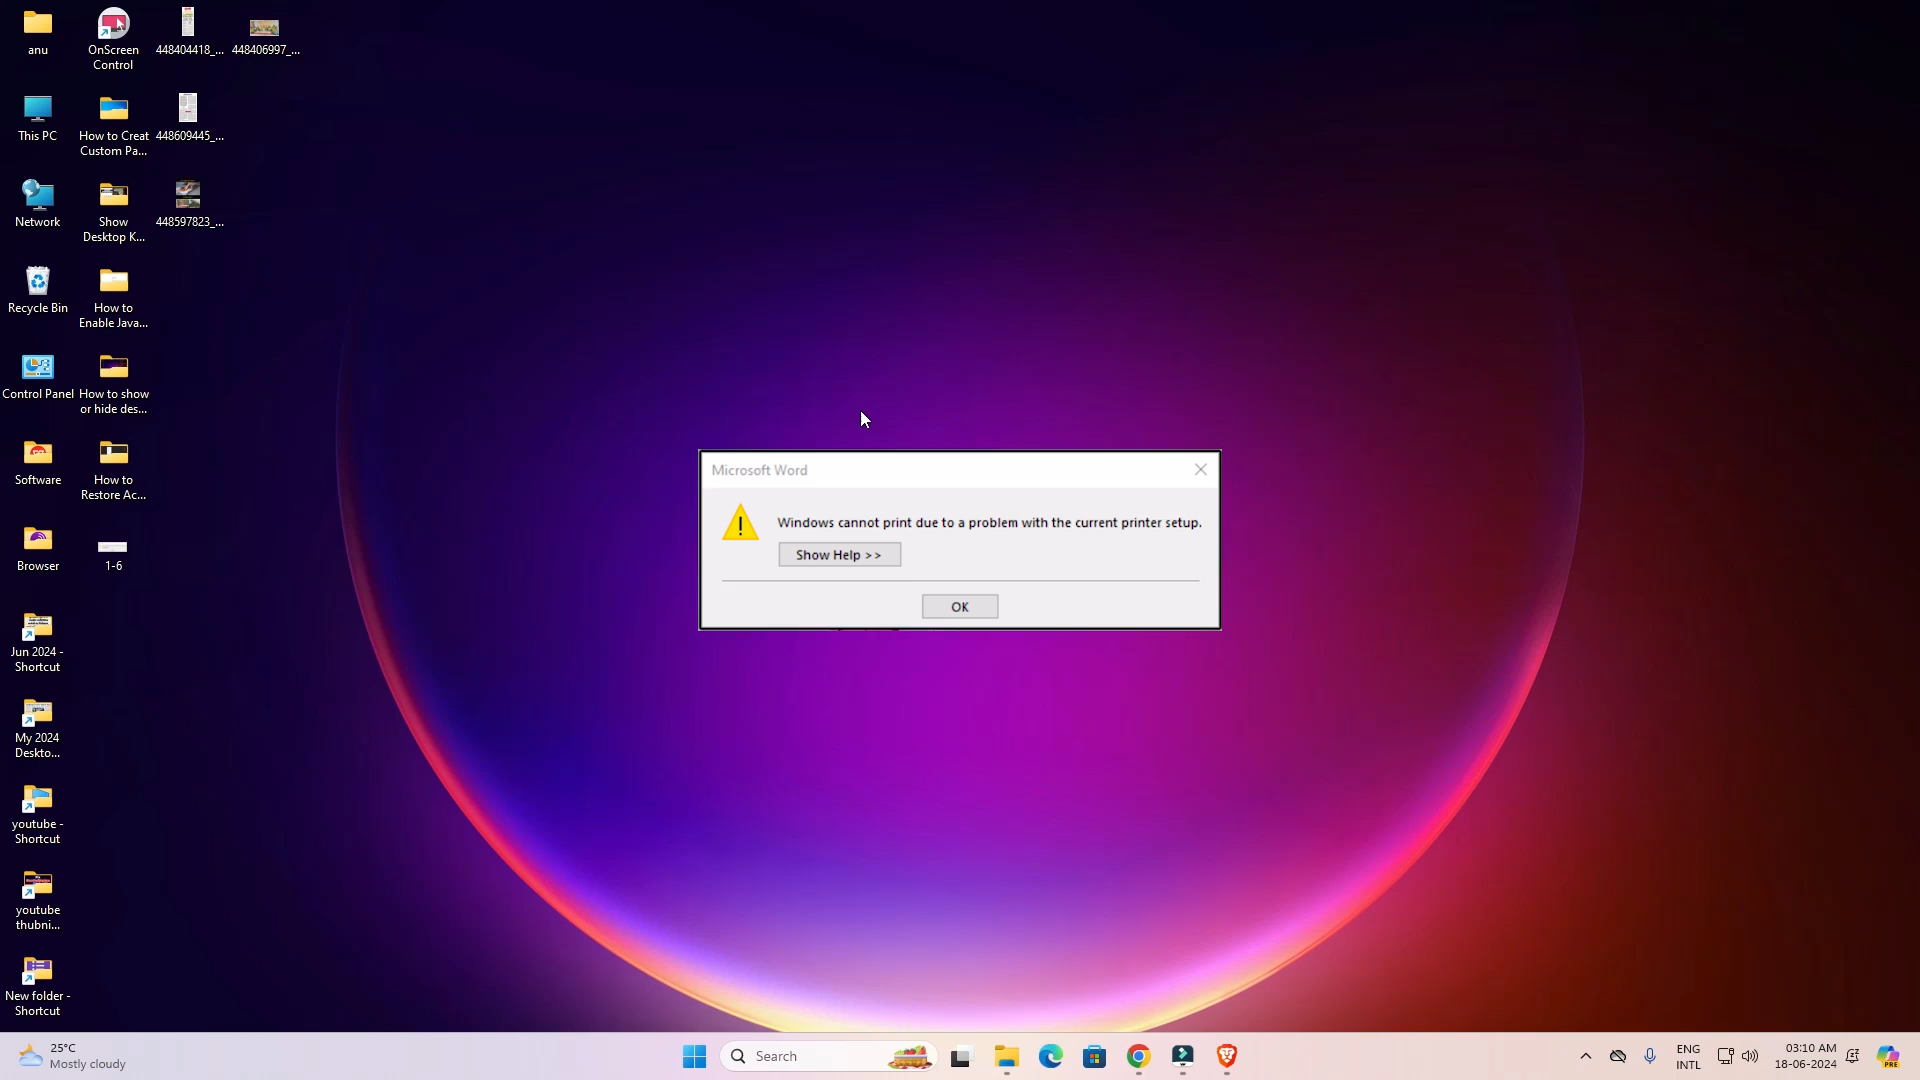 anu
OnScreen
Control
448404418_...
448406997_...
This PC
How to Creat
Custom Pa...
448609445_...
Network
Show
Desktop K...
448597823_...
Recycle Bin
How to
Enable Java...
Control Panel
How to show
or hide des...
Software
How to
Restore Ac...
Browser
1-6
Jun 2024 -
Shortcut
My 2024
Deskto...
youtube -
Shortcut
youtube
thubni...
New folder -
Shortcut
Microsoft Word
Windows cannot print due to a problem with the current printer setup.
Show Help >>
OK
25°C
Mostly cloudy
Search
ENG
INTL
03:10 AM
18-06-2024
PRE